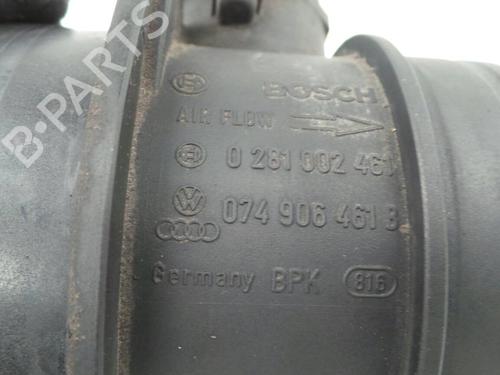 BOSCH
AIR FLOW
0 281 002 461
074 906 461 B
Germany BPK 816
B-PARTS